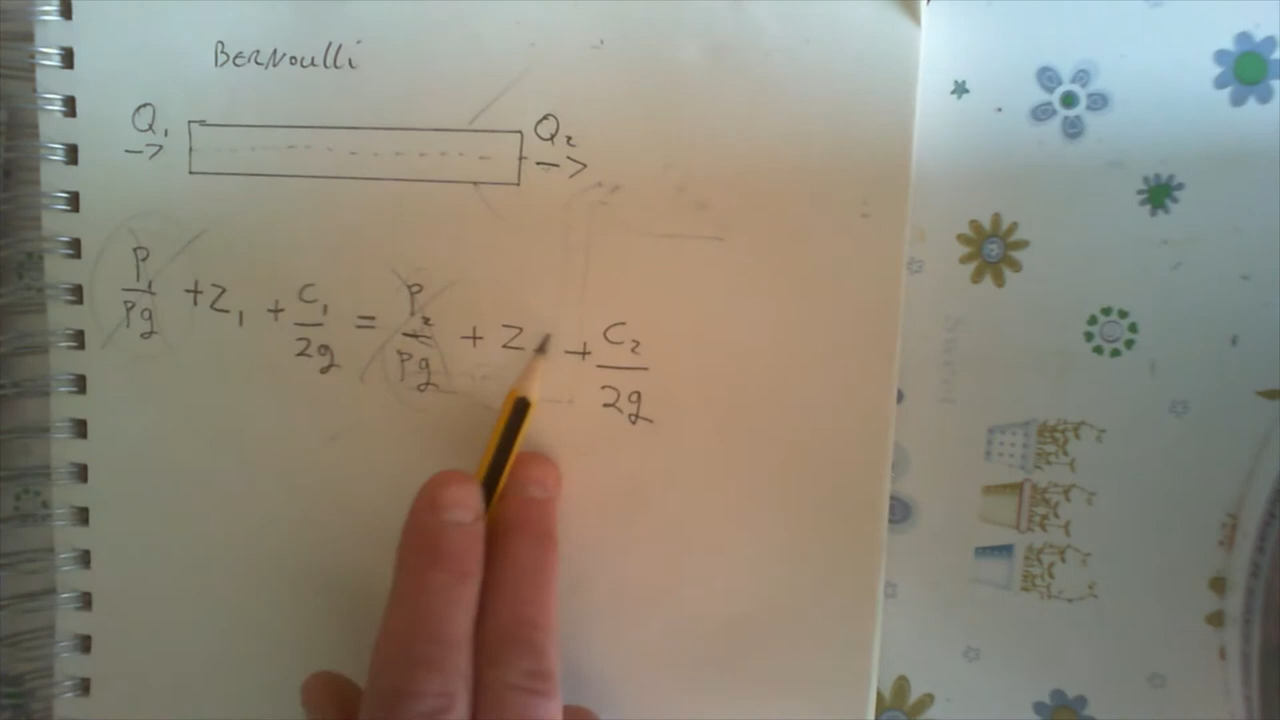 BERNOULLI
Q₁ -> Q₂ ->
P₁/ρg + Z₁ + C₁/2g = P₂/ρg + Z + C₂/2g